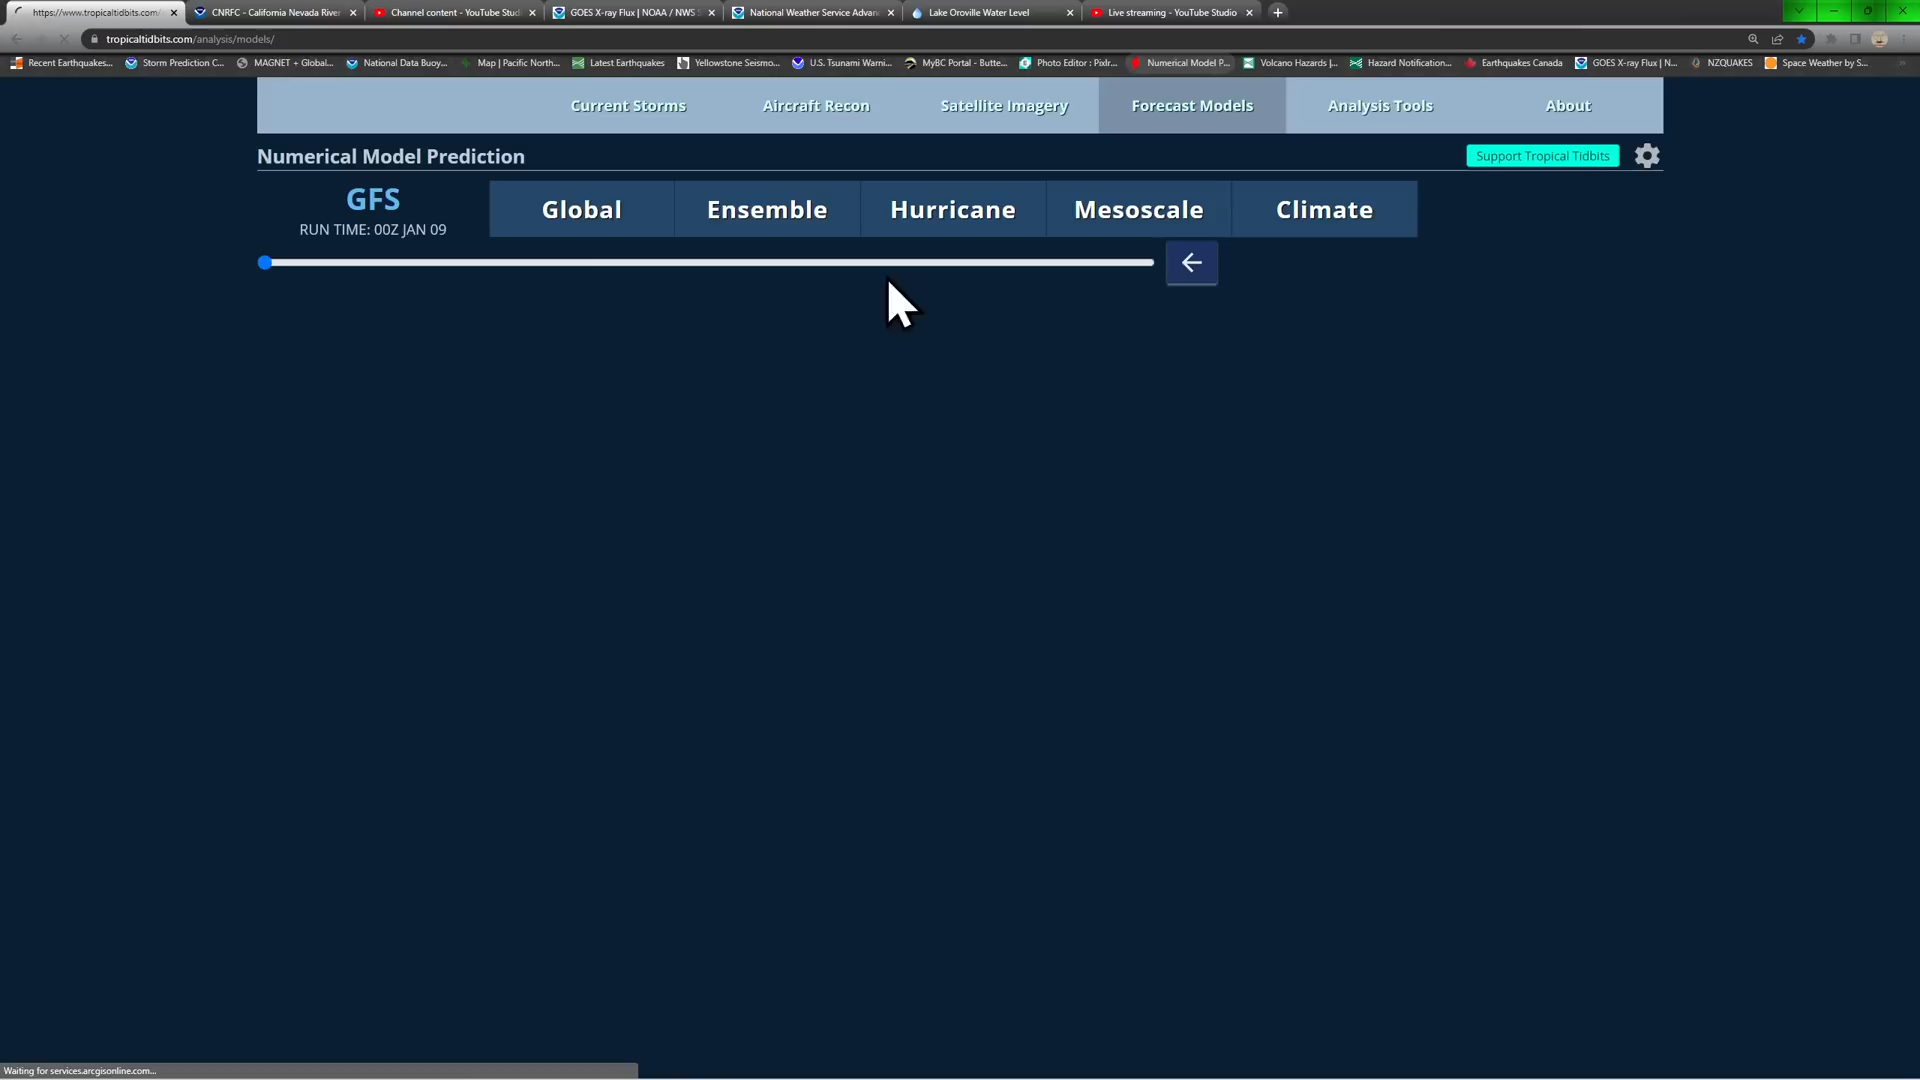 https://www.tropicaltidbits.com/
CNRFC - California Nevada River
Channel content - YouTube Stud
GOES X-ray Flux | NOAA / NWS S
National Weather Service Advanc
Lake Oroville Water Level
Live streaming - YouTube Studio
tropicaltidbits.com/analysis/models/
Recent Earthquakes...
Storm Prediction C...
MAGNET + Global...
National Data Buoy...
Map | Pacific North...
Latest Earthquakes
Yellowstone Seismo...
U.S. Tsunami Warni...
MyBC Portal - Butte...
Photo Editor : Pixlr...
Numerical Model P...
Volcano Hazards |...
Hazard Notification...
Earthquakes Canada
GOES X-ray Flux | N...
NZQUAKES
Space Weather by S...
Current Storms
Aircraft Recon
Satellite Imagery
Forecast Models
Analysis Tools
About
Numerical Model Prediction
Support Tropical Tidbits
GFS
RUN TIME: 00Z JAN 09
Global
Ensemble
Hurricane
Mesoscale
Climate
Waiting for services.arcgisonline.com...